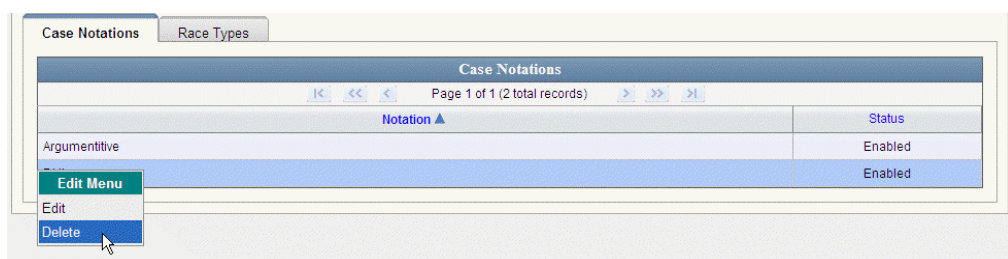 Case Notations Race Types
Case Notations
|< << < Page 1 of 1 (2 total records) > >> >|
Notation ▲ Status
Argumentitive Enabled
Enabled
Edit Menu
Edit
Delete